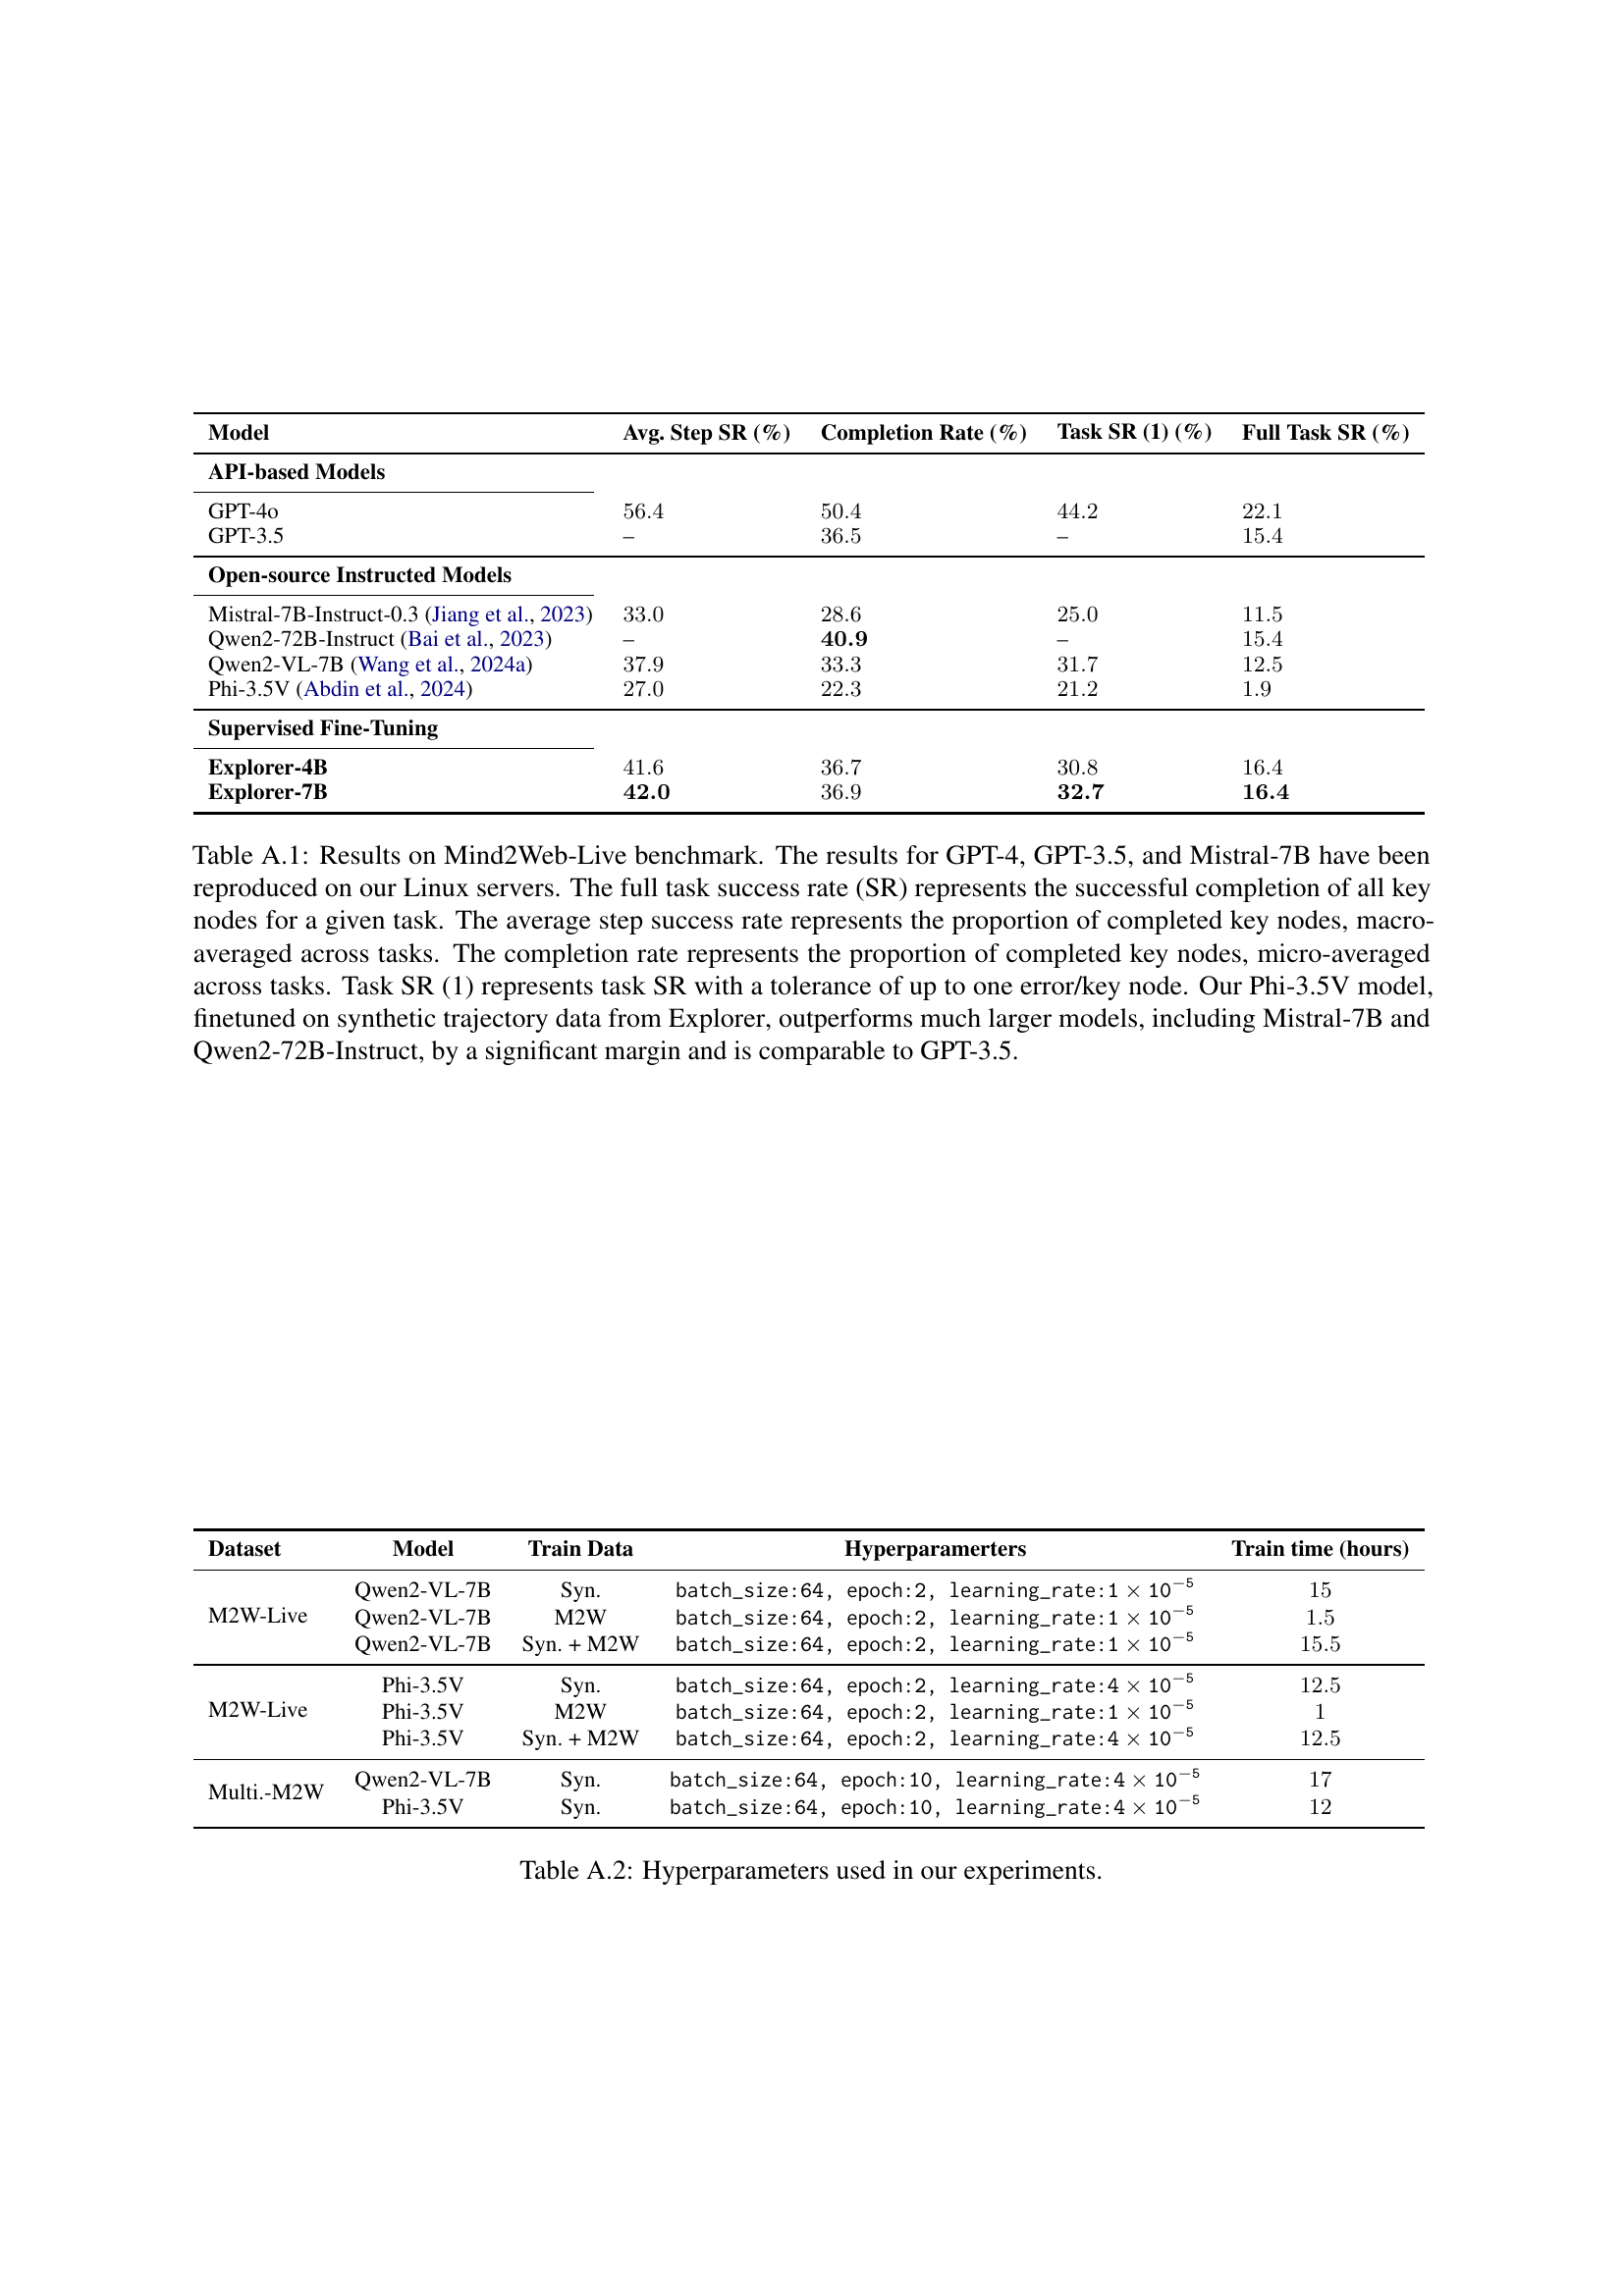 Model Avg. Step SR (%) Completion Rate (%) Task SR (1) (%) Full Task SR (%)
API-based Models
GPT-4o 56.4 50.4 44.2 22.1
GPT-3.5 – 36.5 – 15.4
Open-source Instructed Models
Mistral-7B-Instruct-0.3 (Jiang et al., 2023) 33.0 28.6 25.0 11.5
Qwen2-72B-Instruct (Bai et al., 2023) – 40.9 – 15.4
Qwen2-VL-7B (Wang et al., 2024a) 37.9 33.3 31.7 12.5
Phi-3.5V (Abdin et al., 2024) 27.0 22.3 21.2 1.9
Supervised Fine-Tuning
Explorer-4B 41.6 36.7 30.8 16.4
Explorer-7B 42.0 36.9 32.7 16.4
Table A.1: Results on Mind2Web-Live benchmark. The results for GPT-4, GPT-3.5, and Mistral-7B have been
reproduced on our Linux servers. The full task success rate (SR) represents the successful completion of all key
nodes for a given task. The average step success rate represents the proportion of completed key nodes, macro-
averaged across tasks. The completion rate represents the proportion of completed key nodes, micro-averaged
across tasks. Task SR (1) represents task SR with a tolerance of up to one error/key node. Our Phi-3.5V model,
finetuned on synthetic trajectory data from Explorer, outperforms much larger models, including Mistral-7B and
Qwen2-72B-Instruct, by a significant margin and is comparable to GPT-3.5.
Dataset Model Train Data Hyperparamerters Train time (hours)
M2W-Live Qwen2-VL-7B Syn. batch_size:64, epoch:2, learning_rate:1 × 10⁻⁵ 15
Qwen2-VL-7B M2W batch_size:64, epoch:2, learning_rate:1 × 10⁻⁵ 1.5
Qwen2-VL-7B Syn. + M2W batch_size:64, epoch:2, learning_rate:1 × 10⁻⁵ 15.5
M2W-Live Phi-3.5V Syn. batch_size:64, epoch:2, learning_rate:4 × 10⁻⁵ 12.5
Phi-3.5V M2W batch_size:64, epoch:2, learning_rate:1 × 10⁻⁵ 1
Phi-3.5V Syn. + M2W batch_size:64, epoch:2, learning_rate:4 × 10⁻⁵ 12.5
Multi.-M2W Qwen2-VL-7B Syn. batch_size:64, epoch:10, learning_rate:4 × 10⁻⁵ 17
Phi-3.5V Syn. batch_size:64, epoch:10, learning_rate:4 × 10⁻⁵ 12
Table A.2: Hyperparameters used in our experiments.